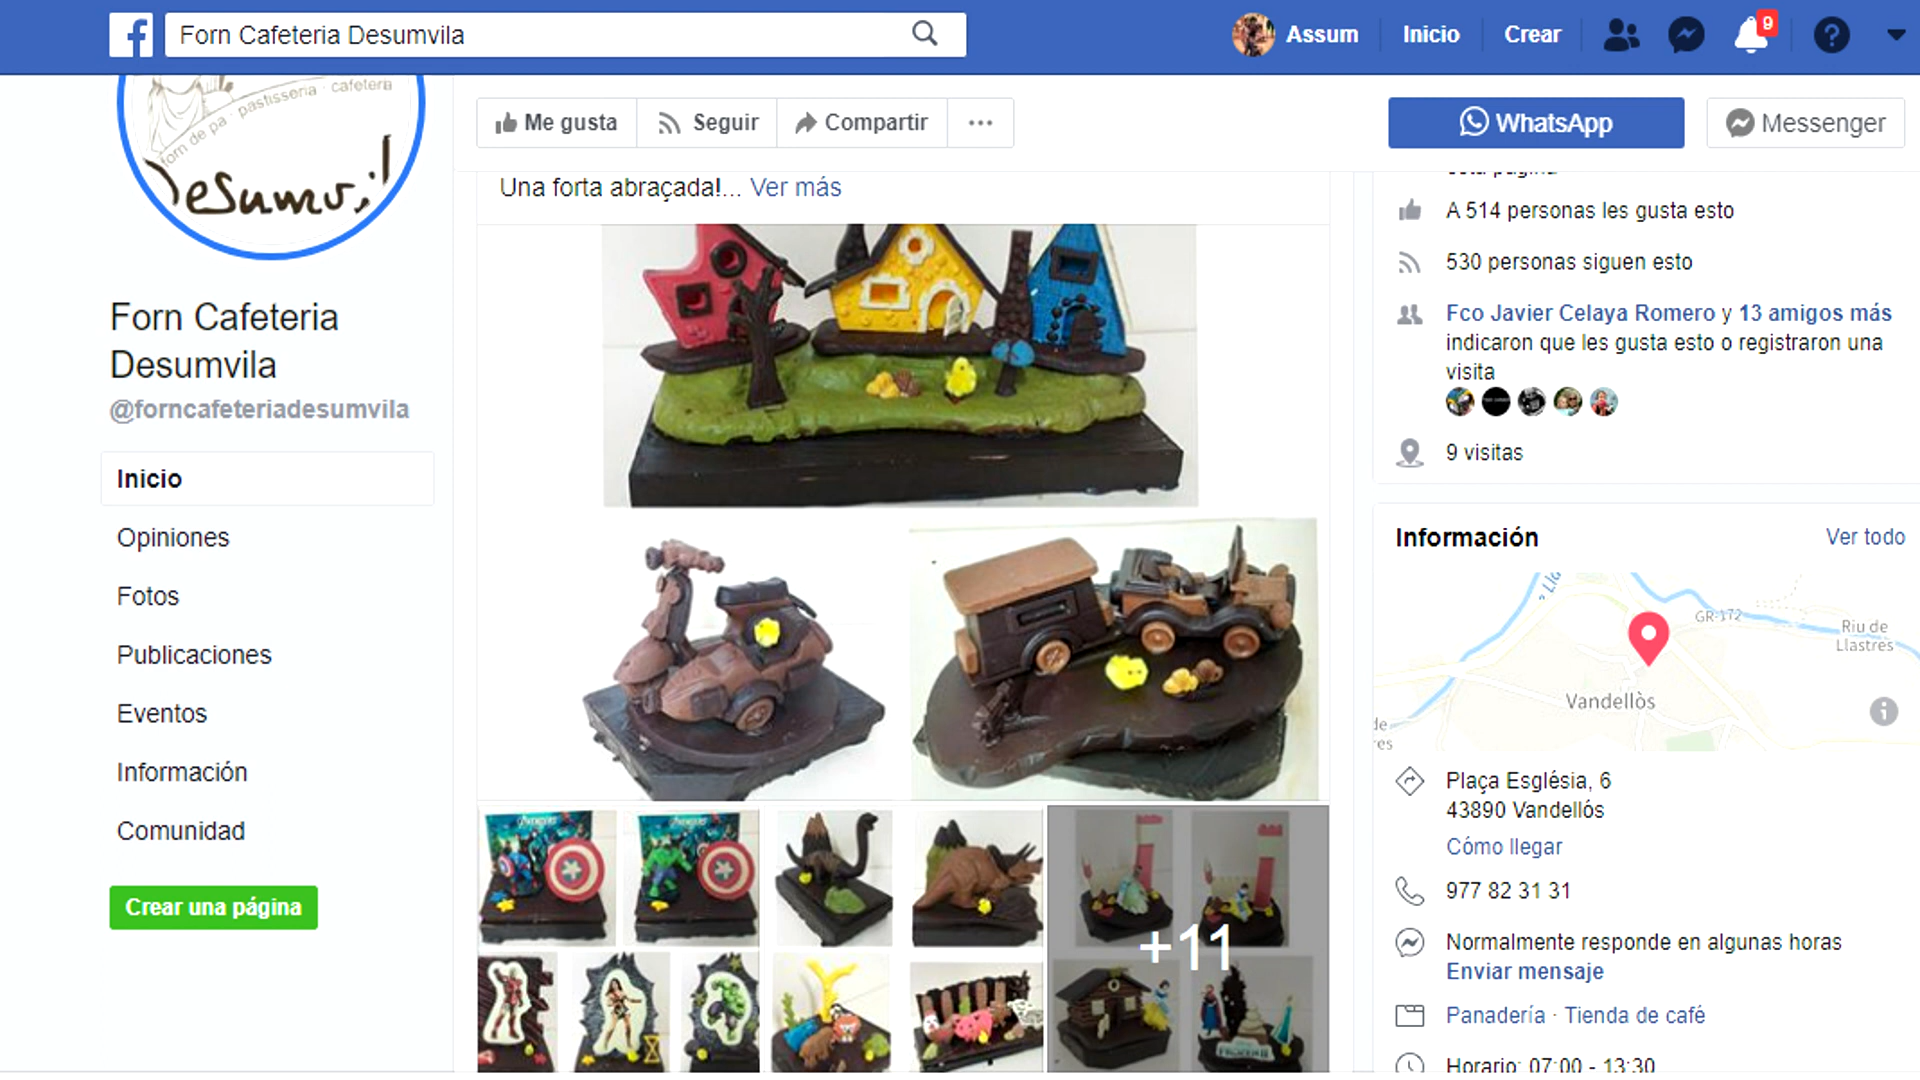 Forn Cafeteria Desumvila
Assum
Inicio
Crear
9
forn de pa · pastisseria · cafetera
Desumvil
Me gusta
Seguir
Compartir
WhatsApp
Messenger
Una forta abraçada!... Ver más
Forn Cafeteria
Desumvila
@forncafeteriadesumvila
Inicio
Opiniones
Fotos
Publicaciones
Eventos
Información
Comunidad
Crear una página
AVENGERS
AVENGERS
+11
A 514 personas les gusta esto
530 personas siguen esto
Fco Javier Celaya Romero y 13 amigos más
indicaron que les gusta esto o registraron una
visita
9 visitas
Información
Ver todo
GR-172
Riu de
Llastres
Vandellòs
Plaça Església, 6
43890 Vandellós
Cómo llegar
977 82 31 31
Normalmente responde en algunas horas
Enviar mensaje
Panadería · Tienda de café
Horario: 07:00 - 13:30